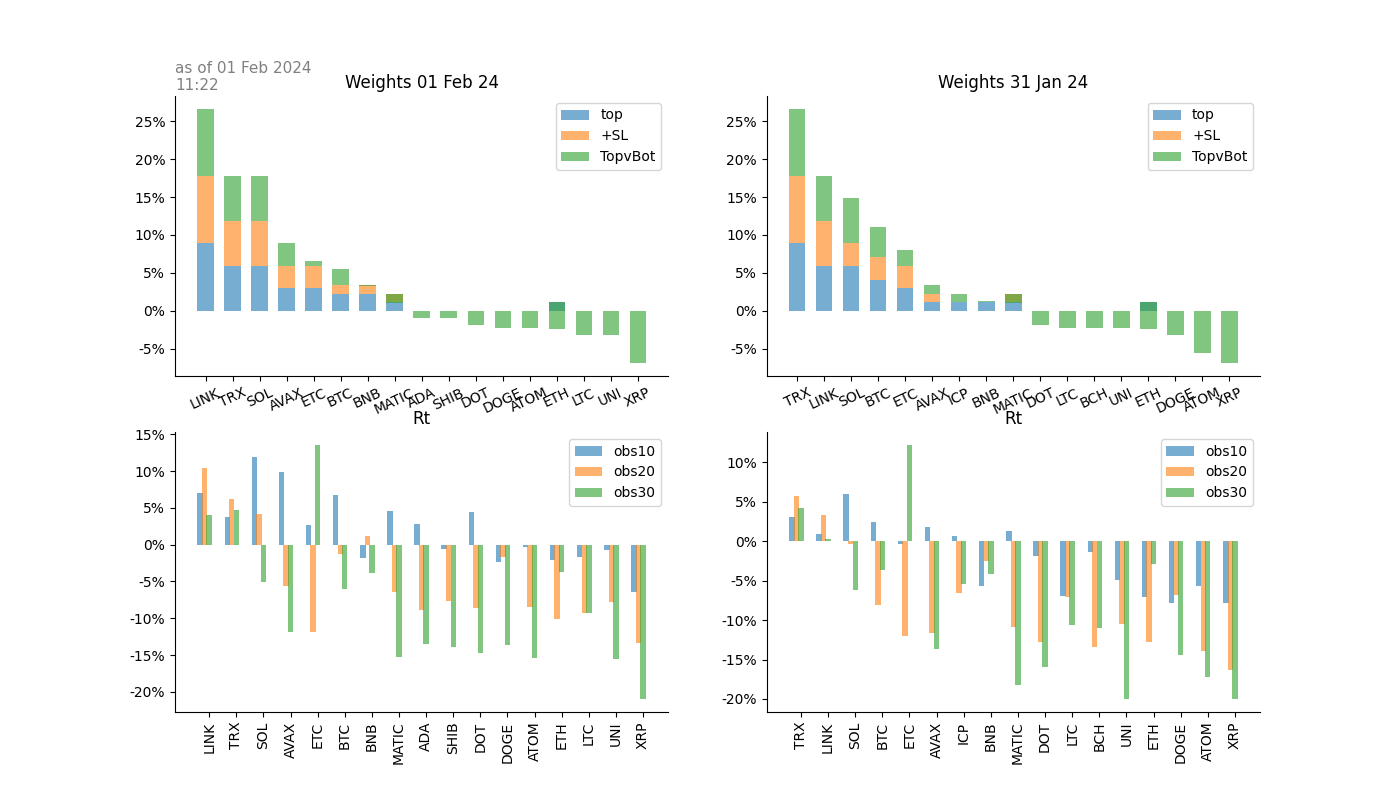 as of 01 Feb 2024
11:22
Weights 01 Feb 24
25%
20%
15%
10%
5%
0%
-5%
top
+SL
TopvBot
LINK TRX SOL AVAX ETC BTC BNB MATIC ADA SHIB DOT DOGE ATOM ETH LTC UNI XRP
Weights 31 Jan 24
25%
20%
15%
10%
5%
0%
-5%
top
+SL
TopvBot
TRX LINK SOL BTC ETC AVAX ICP BNB MATIC DOT LTC BCH UNI ETH DOGE ATOM XRP
Rt
15%
10%
5%
0%
-5%
-10%
-15%
-20%
obs10
obs20
obs30
LINK TRX SOL AVAX ETC BTC BNB MATIC ADA SHIB DOT DOGE ATOM ETH LTC UNI XRP
Rt
10%
5%
0%
-5%
-10%
-15%
-20%
obs10
obs20
obs30
TRX LINK SOL BTC ETC AVAX ICP BNB MATIC DOT LTC BCH UNI ETH DOGE ATOM XRP